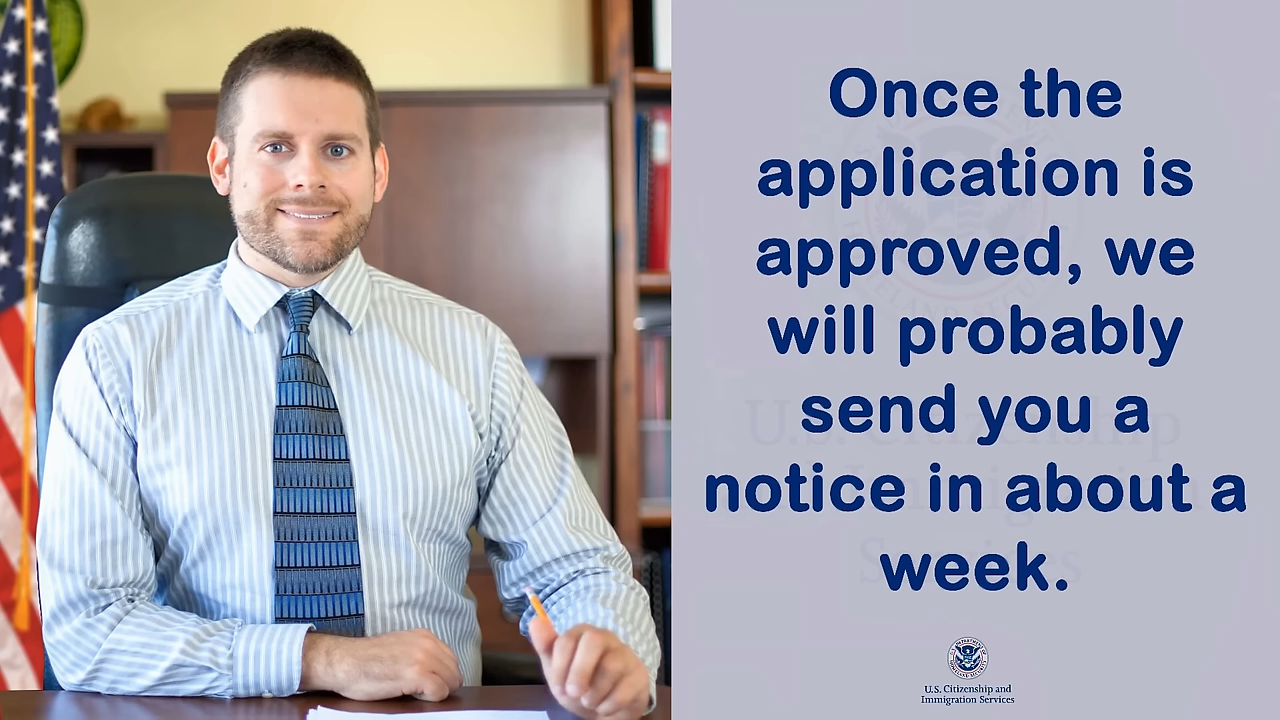 Once the
application is
approved, we
will probably
send you a
notice in about a
week.
U.S. Citizenship and
Immigration Services